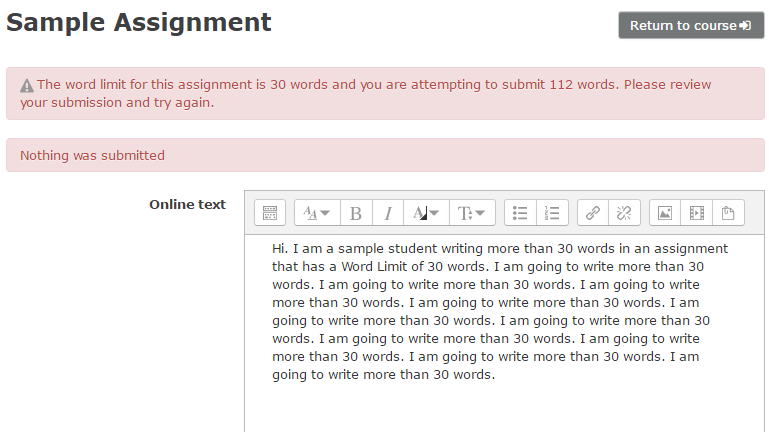 Sample Assignment
Return to course
The word limit for this assignment is 30 words and you are attempting to submit 112 words. Please review
your submission and try again.
Nothing was submitted
Online text
Hi. I am a sample student writing more than 30 words in an assignment
that has a Word Limit of 30 words. I am going to write more than 30
words. I am going to write more than 30 words. I am going to write
more than 30 words. I am going to write more than 30 words. I am
going to write more than 30 words. I am going to write more than 30
words. I am going to write more than 30 words. I am going to write
more than 30 words. I am going to write more than 30 words. I am
going to write more than 30 words.